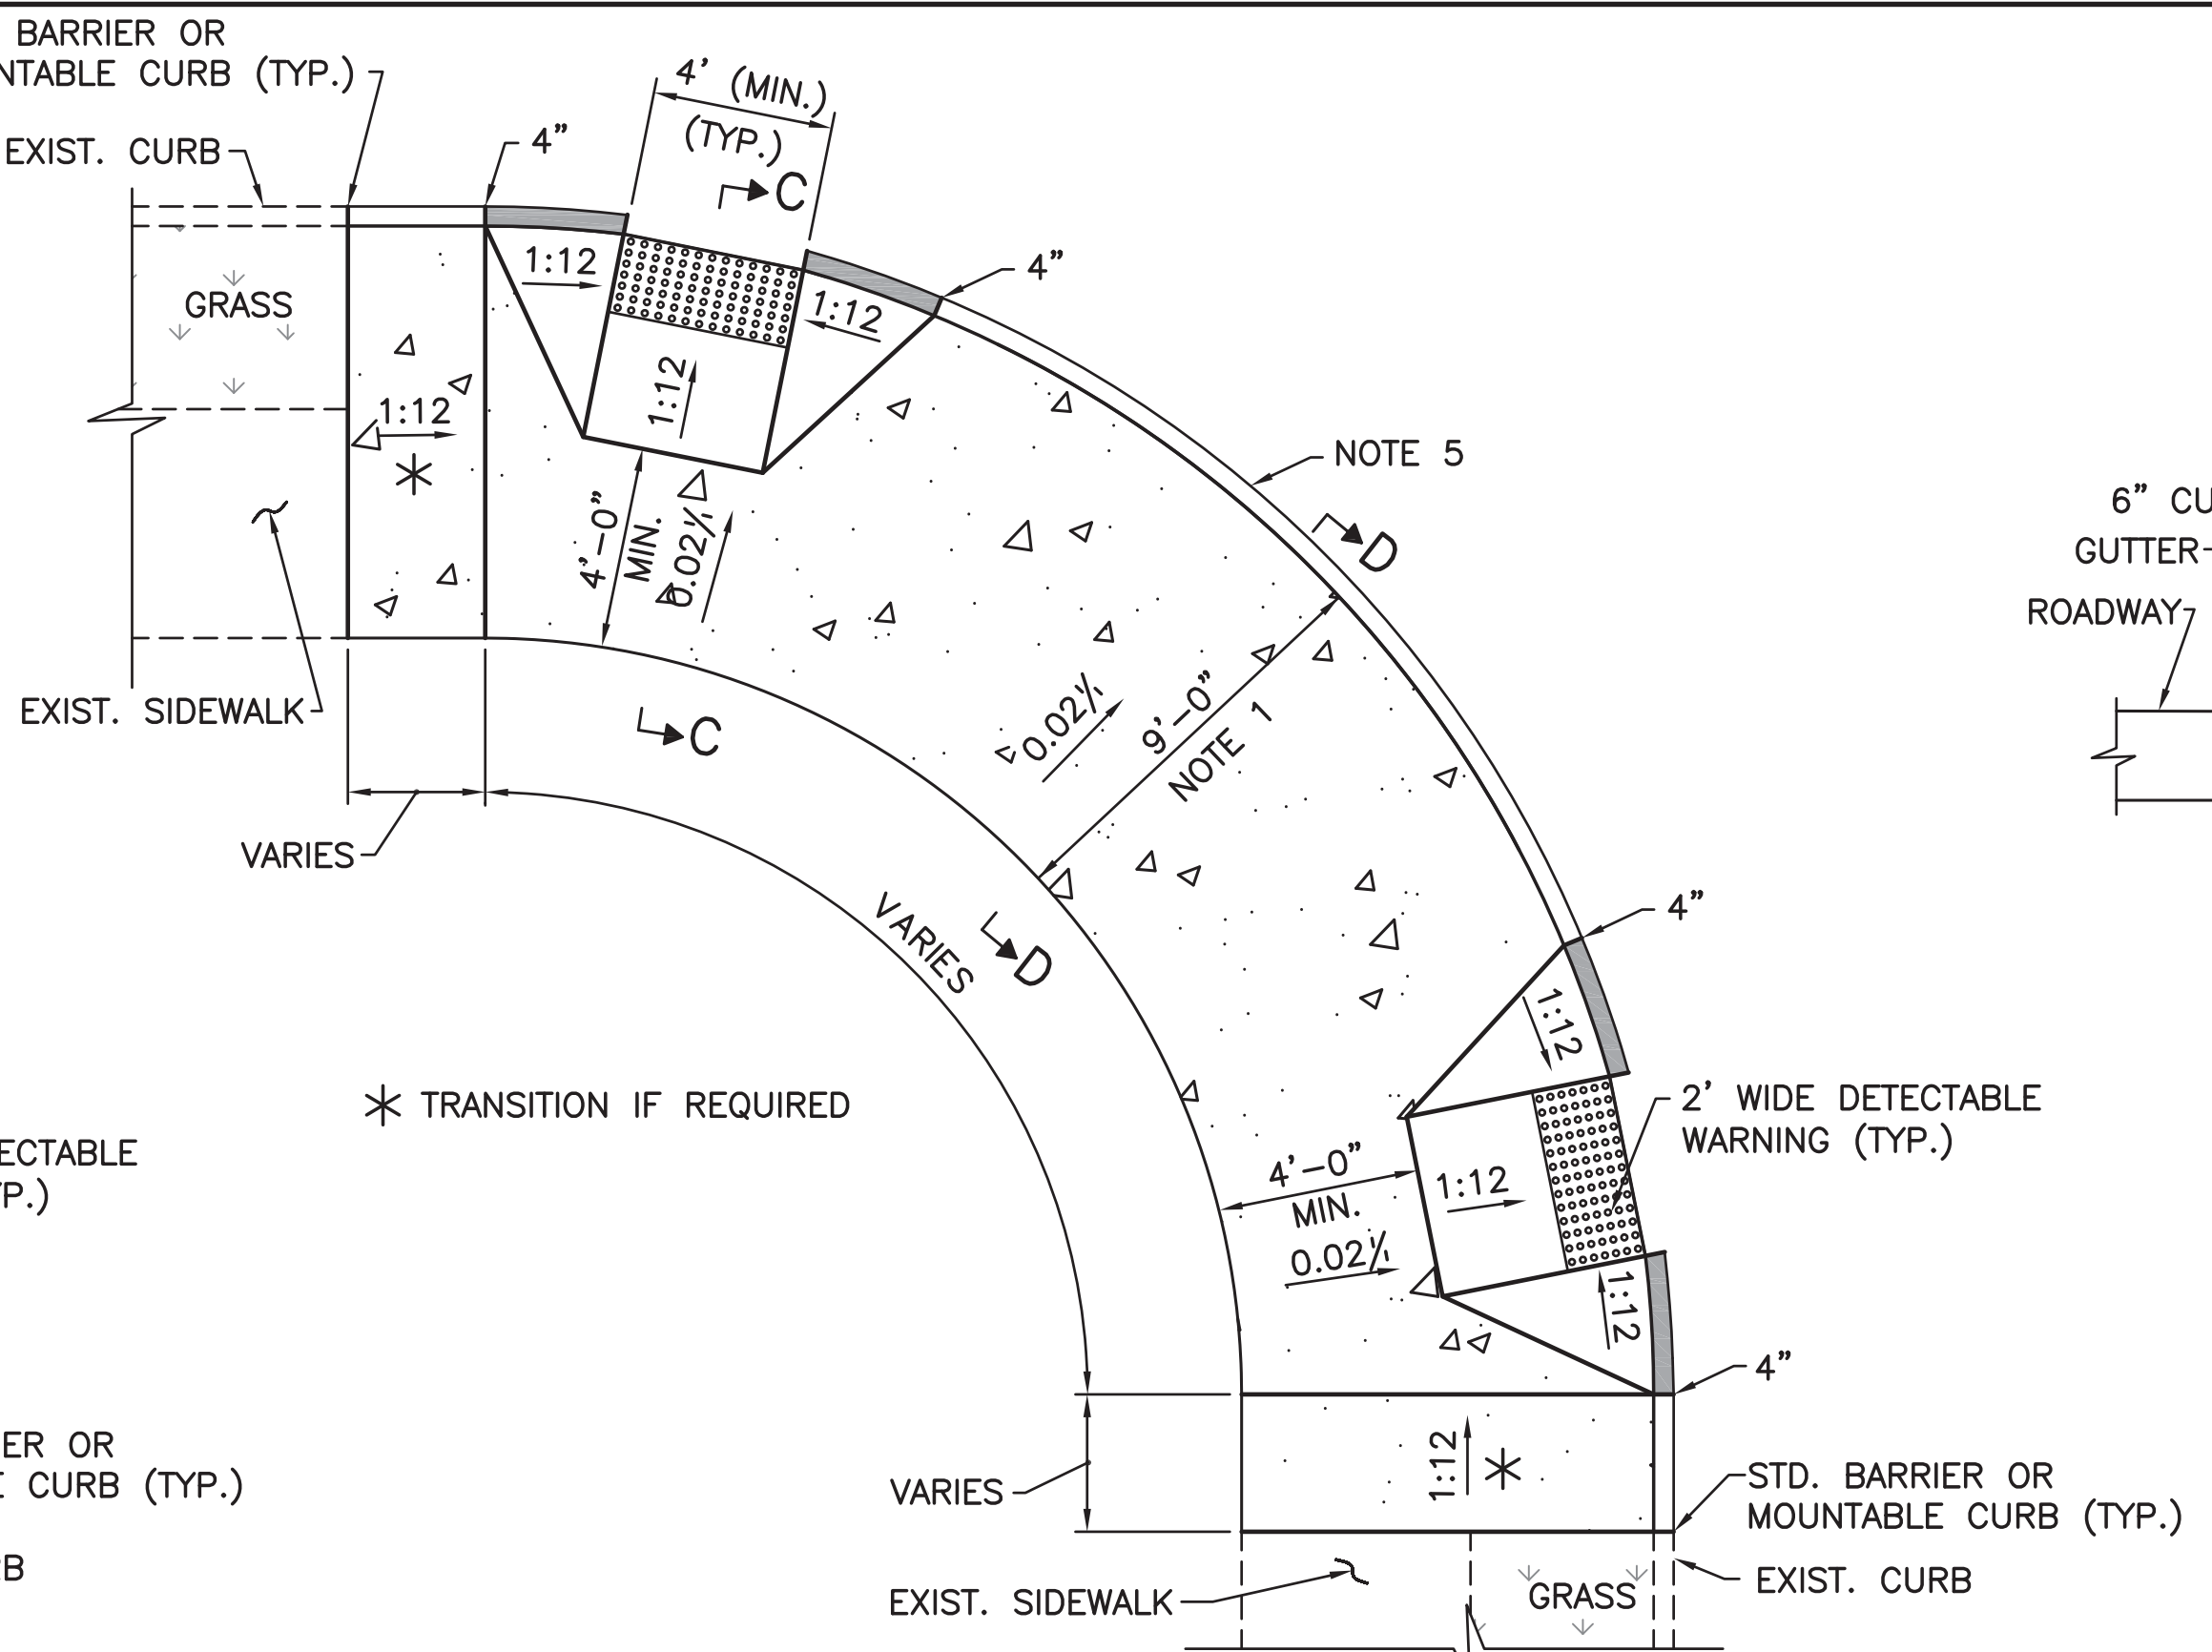 BARRIER OR
NTABLE CURB (TYP.)
EXIST. CURB
4"
4' (MIN.)
(TYP.)
C
4"
1:12
1:12
1:12
GRASS
1:12
*
NOTE 5
D
6" CU
GUTTER
ROADWAY
4'-0"
MIN.
0.02'/'
EXIST. SIDEWALK
C
0.02'/'
9'-0"
NOTE 1
VARIES
VARIES
D
4"
1:12
* TRANSITION IF REQUIRED
2' WIDE DETECTABLE
WARNING (TYP.)
ECTABLE
P.)
4'-0"
MIN.
0.02'/'
1:12
1:12
4"
ER OR
E CURB (TYP.)
RB
VARIES
1:12
*
STD. BARRIER OR
MOUNTABLE CURB (TYP.)
EXIST. SIDEWALK
GRASS
EXIST. CURB